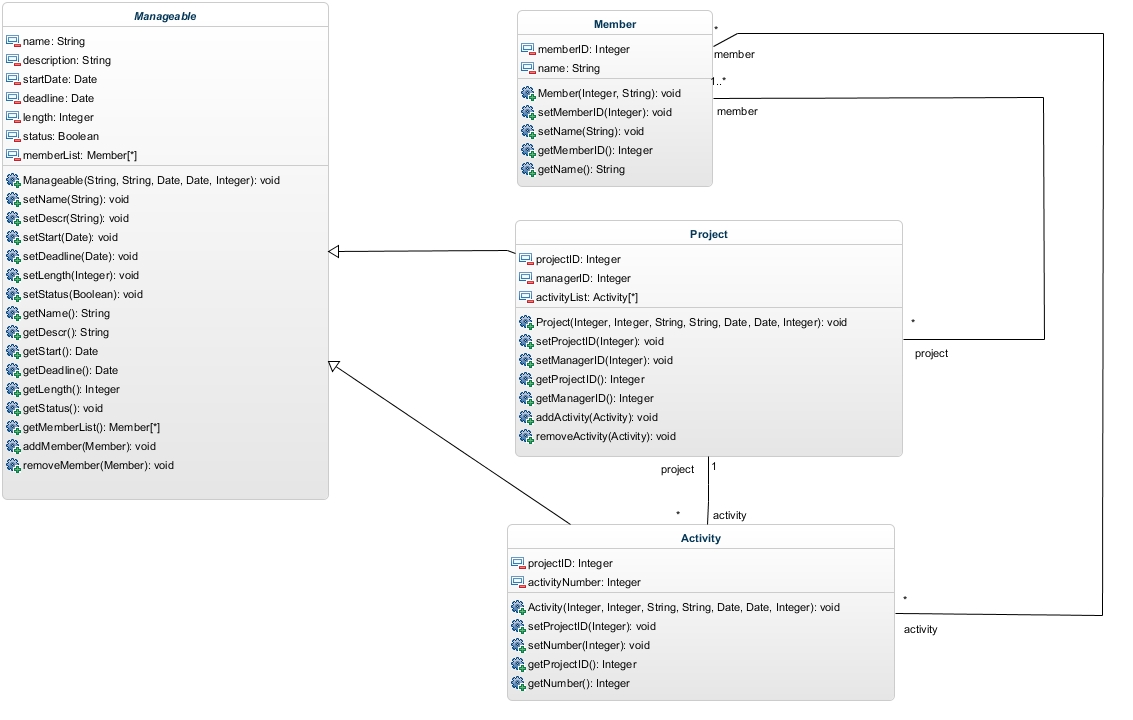 Manageable
name: String
description: String
startDate: Date
deadline: Date
length: Integer
status: Boolean
memberList: Member[*]
Manageable(String, String, Date, Date, Integer): void
setName(String): void
setDescr(String): void
setStart(Date): void
setDeadline(Date): void
setLength(Integer): void
setStatus(Boolean): void
getName(): String
getDescr(): String
getStart(): Date
getDeadline(): Date
getLength(): Integer
getStatus(): void
getMemberList(): Member[*]
addMember(Member): void
removeMember(Member): void
Member
memberID: Integer
name: String
Member(Integer, String): void
setMemberID(Integer): void
setName(String): void
getMemberID(): Integer
getName(): String
*
member
1..*
member
Project
projectID: Integer
managerID: Integer
activityList: Activity[*]
Project(Integer, Integer, String, String, Date, Date, Integer): void
setProjectID(Integer): void
setManagerID(Integer): void
getProjectID(): Integer
getManagerID(): Integer
addActivity(Activity): void
removeActivity(Activity): void
*
project
project 1
* activity
Activity
projectID: Integer
activityNumber: Integer
Activity(Integer, Integer, String, String, Date, Date, Integer): void
setProjectID(Integer): void
setNumber(Integer): void
getProjectID(): Integer
getNumber(): Integer
*
activity